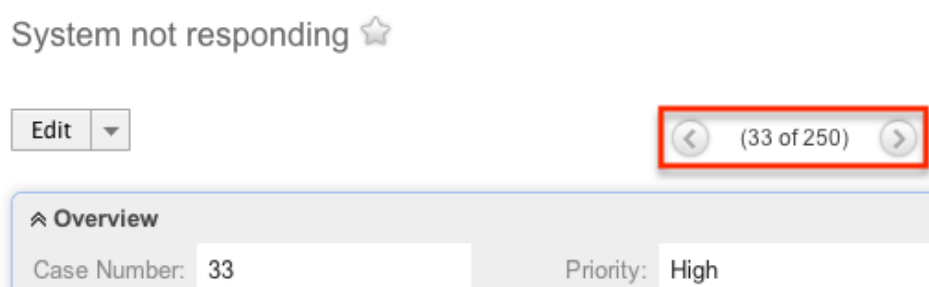 System not responding
Edit
(33 of 250)
Overview
Case Number: 33 Priority: High